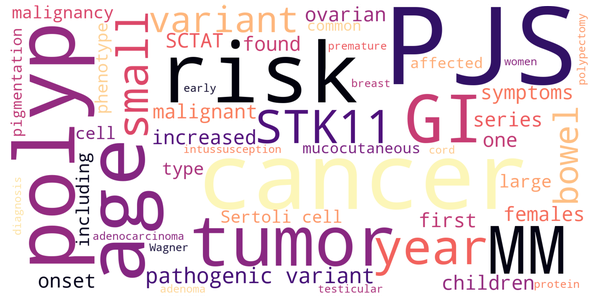 malignancy
variant
ovarian
common
PJS
SCTAT
found
premature
pigmentation
polyp
phenotype
small
risk
early
affected
women
polypectomy
breast
symptoms
malignant
STK11
GI
series
cell
increased
mucocutaneous
one
bowel
age
including
intussusception
cord
type
cancer
large
diagnosis
adenocarcinoma
Wagner
Sertoli cell
first
females
tumor
year
MM
onset
pathogenic variant
children
adenoma
testicular
protein